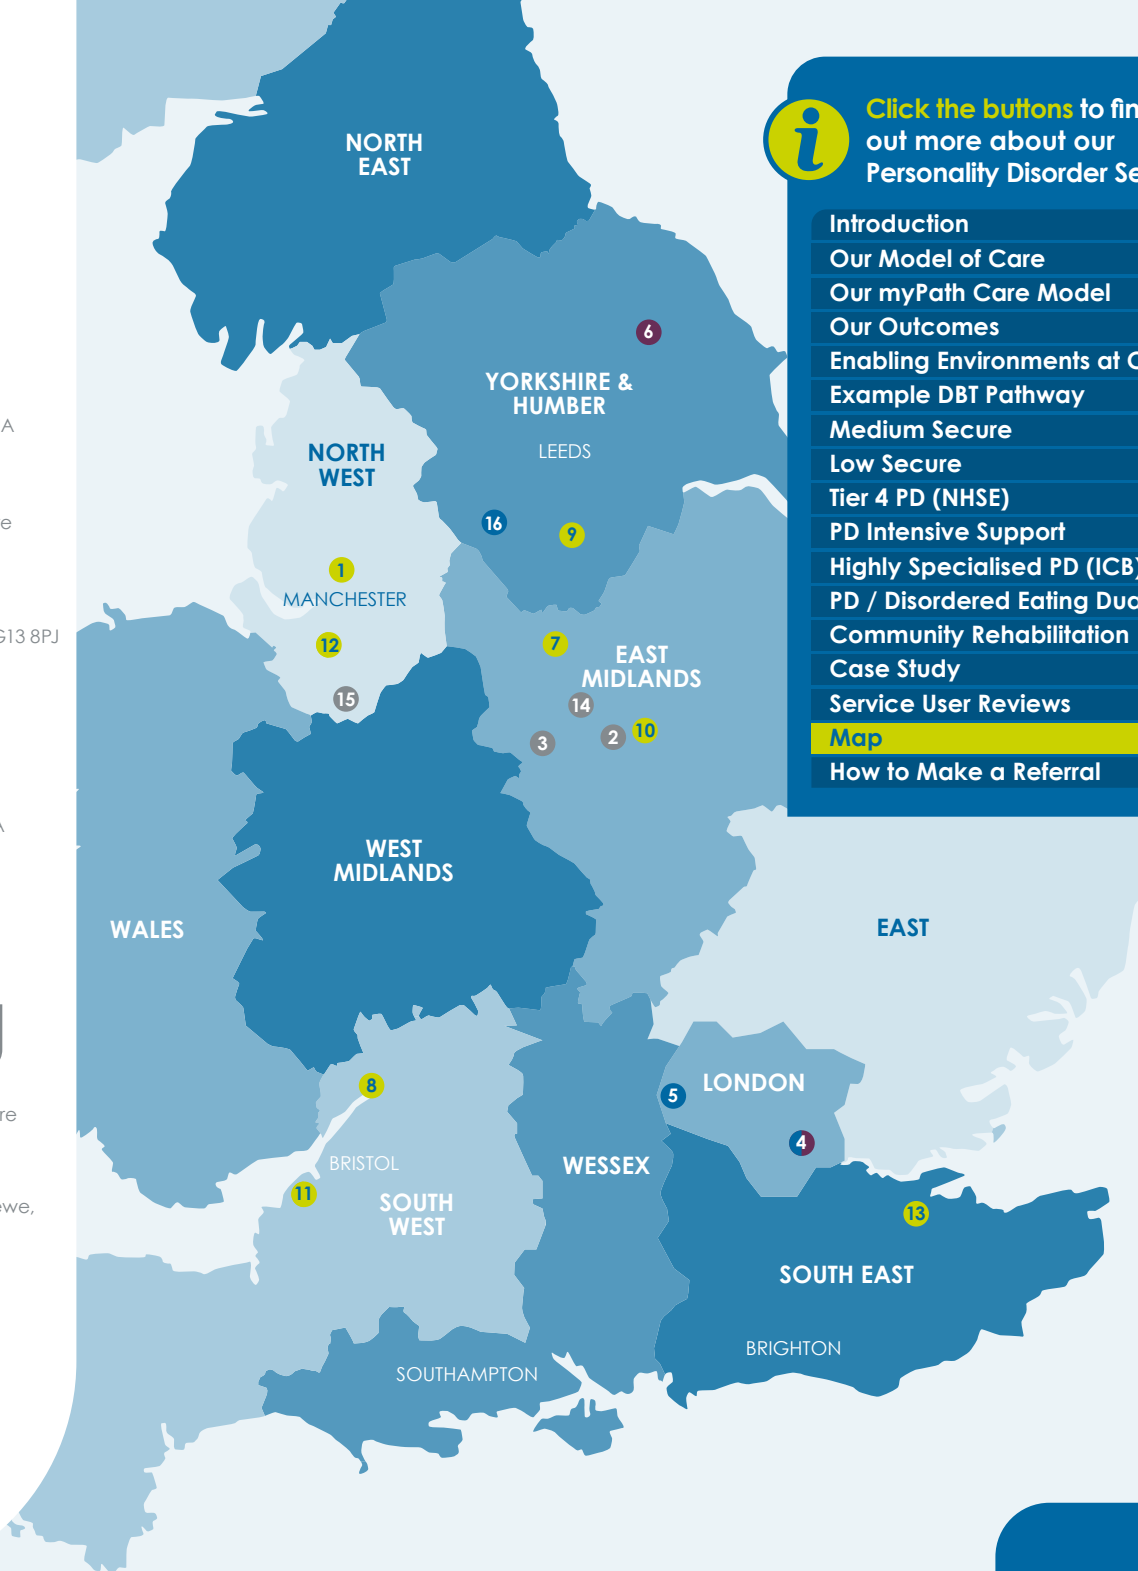 A
e
G13 8PJ
A
re
ewe,
NORTH
EAST
6
YORKSHIRE &
HUMBER
LEEDS
NORTH
WEST
16
9
1
MANCHESTER
12
15
7
EAST
MIDLANDS
14
2
10
3
WEST
MIDLANDS
WALES
EAST
8
BRISTOL
11
SOUTH
WEST
WESSEX
5
LONDON
4
13
SOUTH EAST
BRIGHTON
SOUTHAMPTON
i
Click the buttons to fin
out more about our
Personality Disorder Se
Introduction
Our Model of Care
Our myPath Care Model
Our Outcomes
Enabling Environments at C
Example DBT Pathway
Medium Secure
Low Secure
Tier 4 PD (NHSE)
PD Intensive Support
Highly Specialised PD (ICB)
PD / Disordered Eating Dua
Community Rehabilitation
Case Study
Service User Reviews
Map
How to Make a Referral